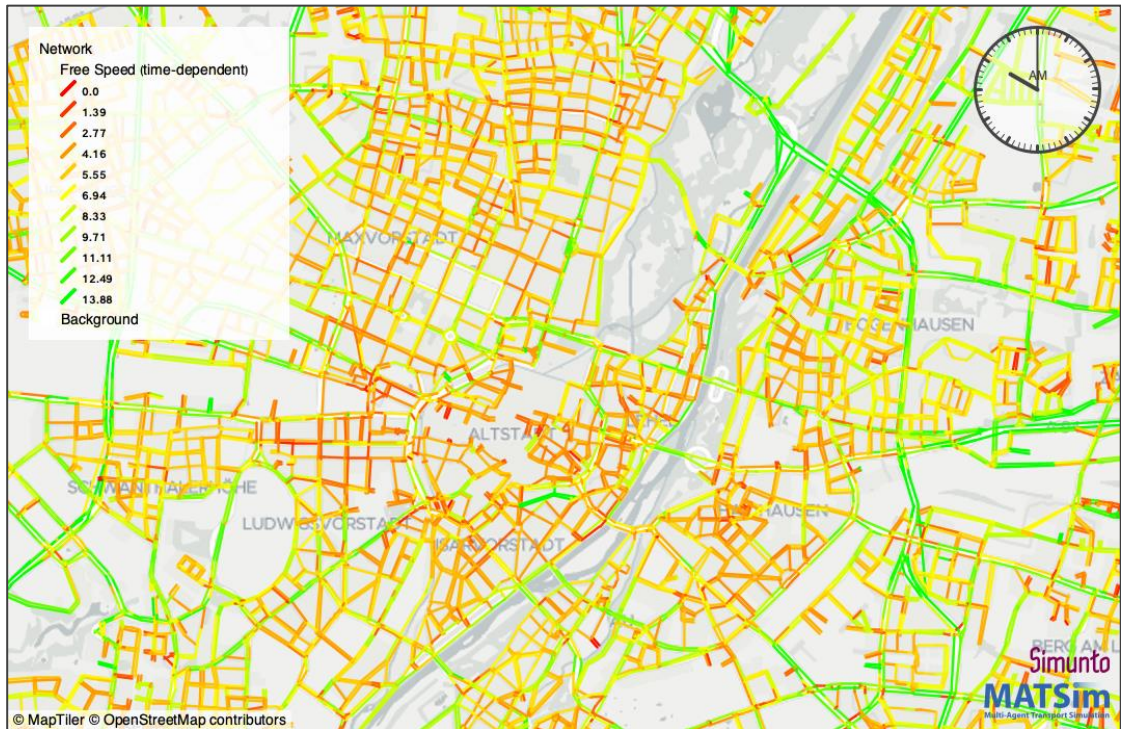 Network
Free Speed (time-dependent)
0.0
1.39
2.77
4.16
5.55
6.94
8.33
9.71
11.11
12.49
13.88
Background
AM
MAXVORSTADT
BOGENHAUSEN
ALTSTADT
LEHEL
SCHWANTHALERHÖHE
LUDWIGSVORSTADT
HAIDHAUSEN
ISARVORSTADT
AU
BERG AM L
Simunto
MATSim
Multi-Agent Transport Simulation
© MapTiler © OpenStreetMap contributors